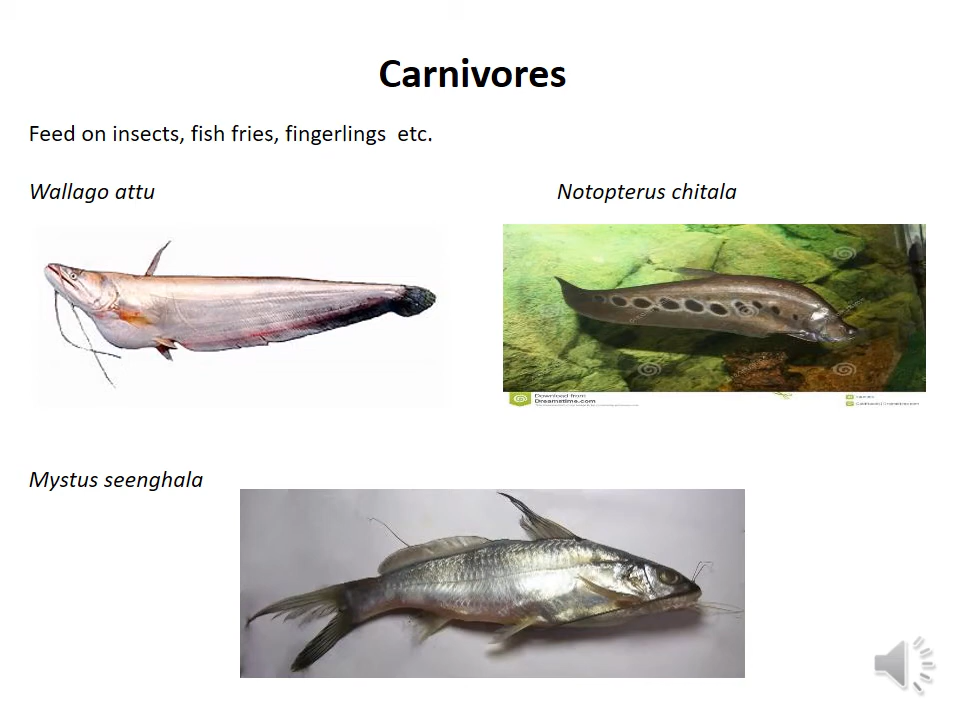 Carnivores
Feed on insects, fish fries, fingerlings  etc.
Wallago attu
Notopterus chitala
Download from
Dreamstime.com
Mystus seenghala